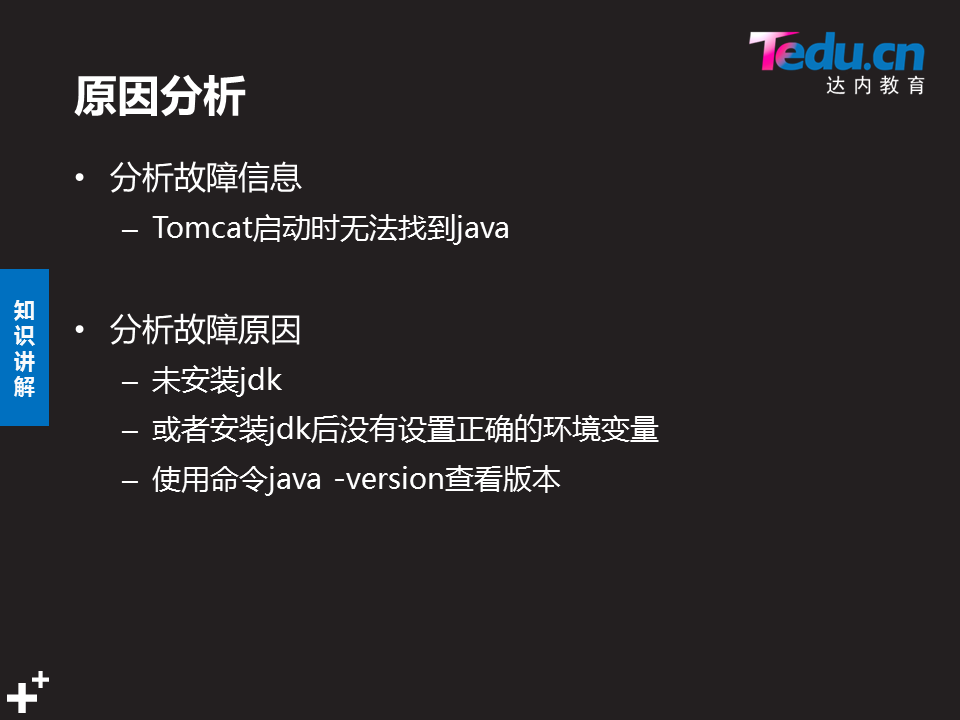 Tedu.cn
达内教育
原因分析
• 分析故障信息
– Tomcat启动时无法找到java
知识讲解
• 分析故障原因
– 未安装jdk
– 或者安装jdk后没有设置正确的环境变量
– 使用命令java -version查看版本